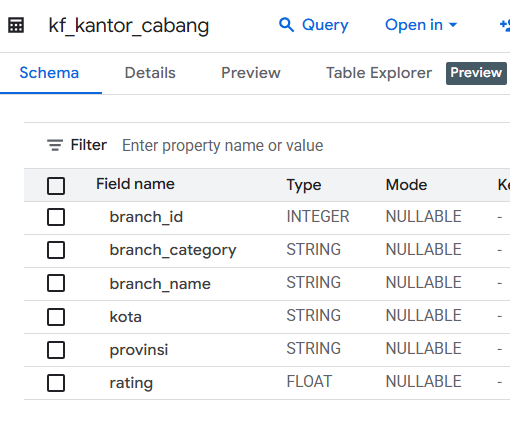 kf_kantor_cabang Query Open in
Schema Details Preview Table Explorer Preview
Filter Enter property name or value
Field name Type Mode
branch_id INTEGER NULLABLE -
branch_category STRING NULLABLE -
branch_name STRING NULLABLE -
kota STRING NULLABLE -
provinsi STRING NULLABLE -
rating FLOAT NULLABLE -